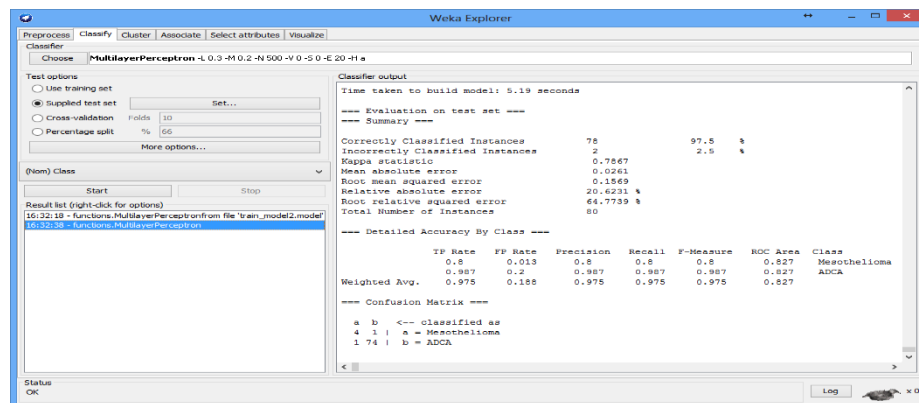 Weka Explorer
Preprocess Classify Cluster Associate Select attributes Visualize
Classifier
Choose MultilayerPerceptron -L 0.3 -M 0.2 -N 500 -V 0 -S 0 -E 20 -H a
Test options
Use training set
Supplied test set Set...
Cross-validation Folds 10
Percentage split % 66
More options...
(Nom) Class
Start Stop
Result list (right-click for options)
16:32:18 - functions.MultilayerPerceptronfrom file 'train_model2.model'
16:32:38 - functions.MultilayerPerceptron
Classifier output
Time taken to build model: 5.19 seconds
=== Evaluation on test set ===
=== Summary ===
Correctly Classified Instances 78 97.5 %
Incorrectly Classified Instances 2 2.5 %
Kappa statistic 0.7867
Mean absolute error 0.0261
Root mean squared error 0.1569
Relative absolute error 20.6231 %
Root relative squared error 64.7739 %
Total Number of Instances 80
=== Detailed Accuracy By Class ===
TP Rate FP Rate Precision Recall F-Measure ROC Area Class
0.8 0.013 0.8 0.8 0.8 0.827 Mesothelioma
0.987 0.2 0.987 0.987 0.987 0.827 ADCA
Weighted Avg. 0.975 0.188 0.975 0.975 0.975 0.827
=== Confusion Matrix ===
a b <-- classified as
4 1 | a = Mesothelioma
1 74 | b = ADCA
Status
OK
Log x 0